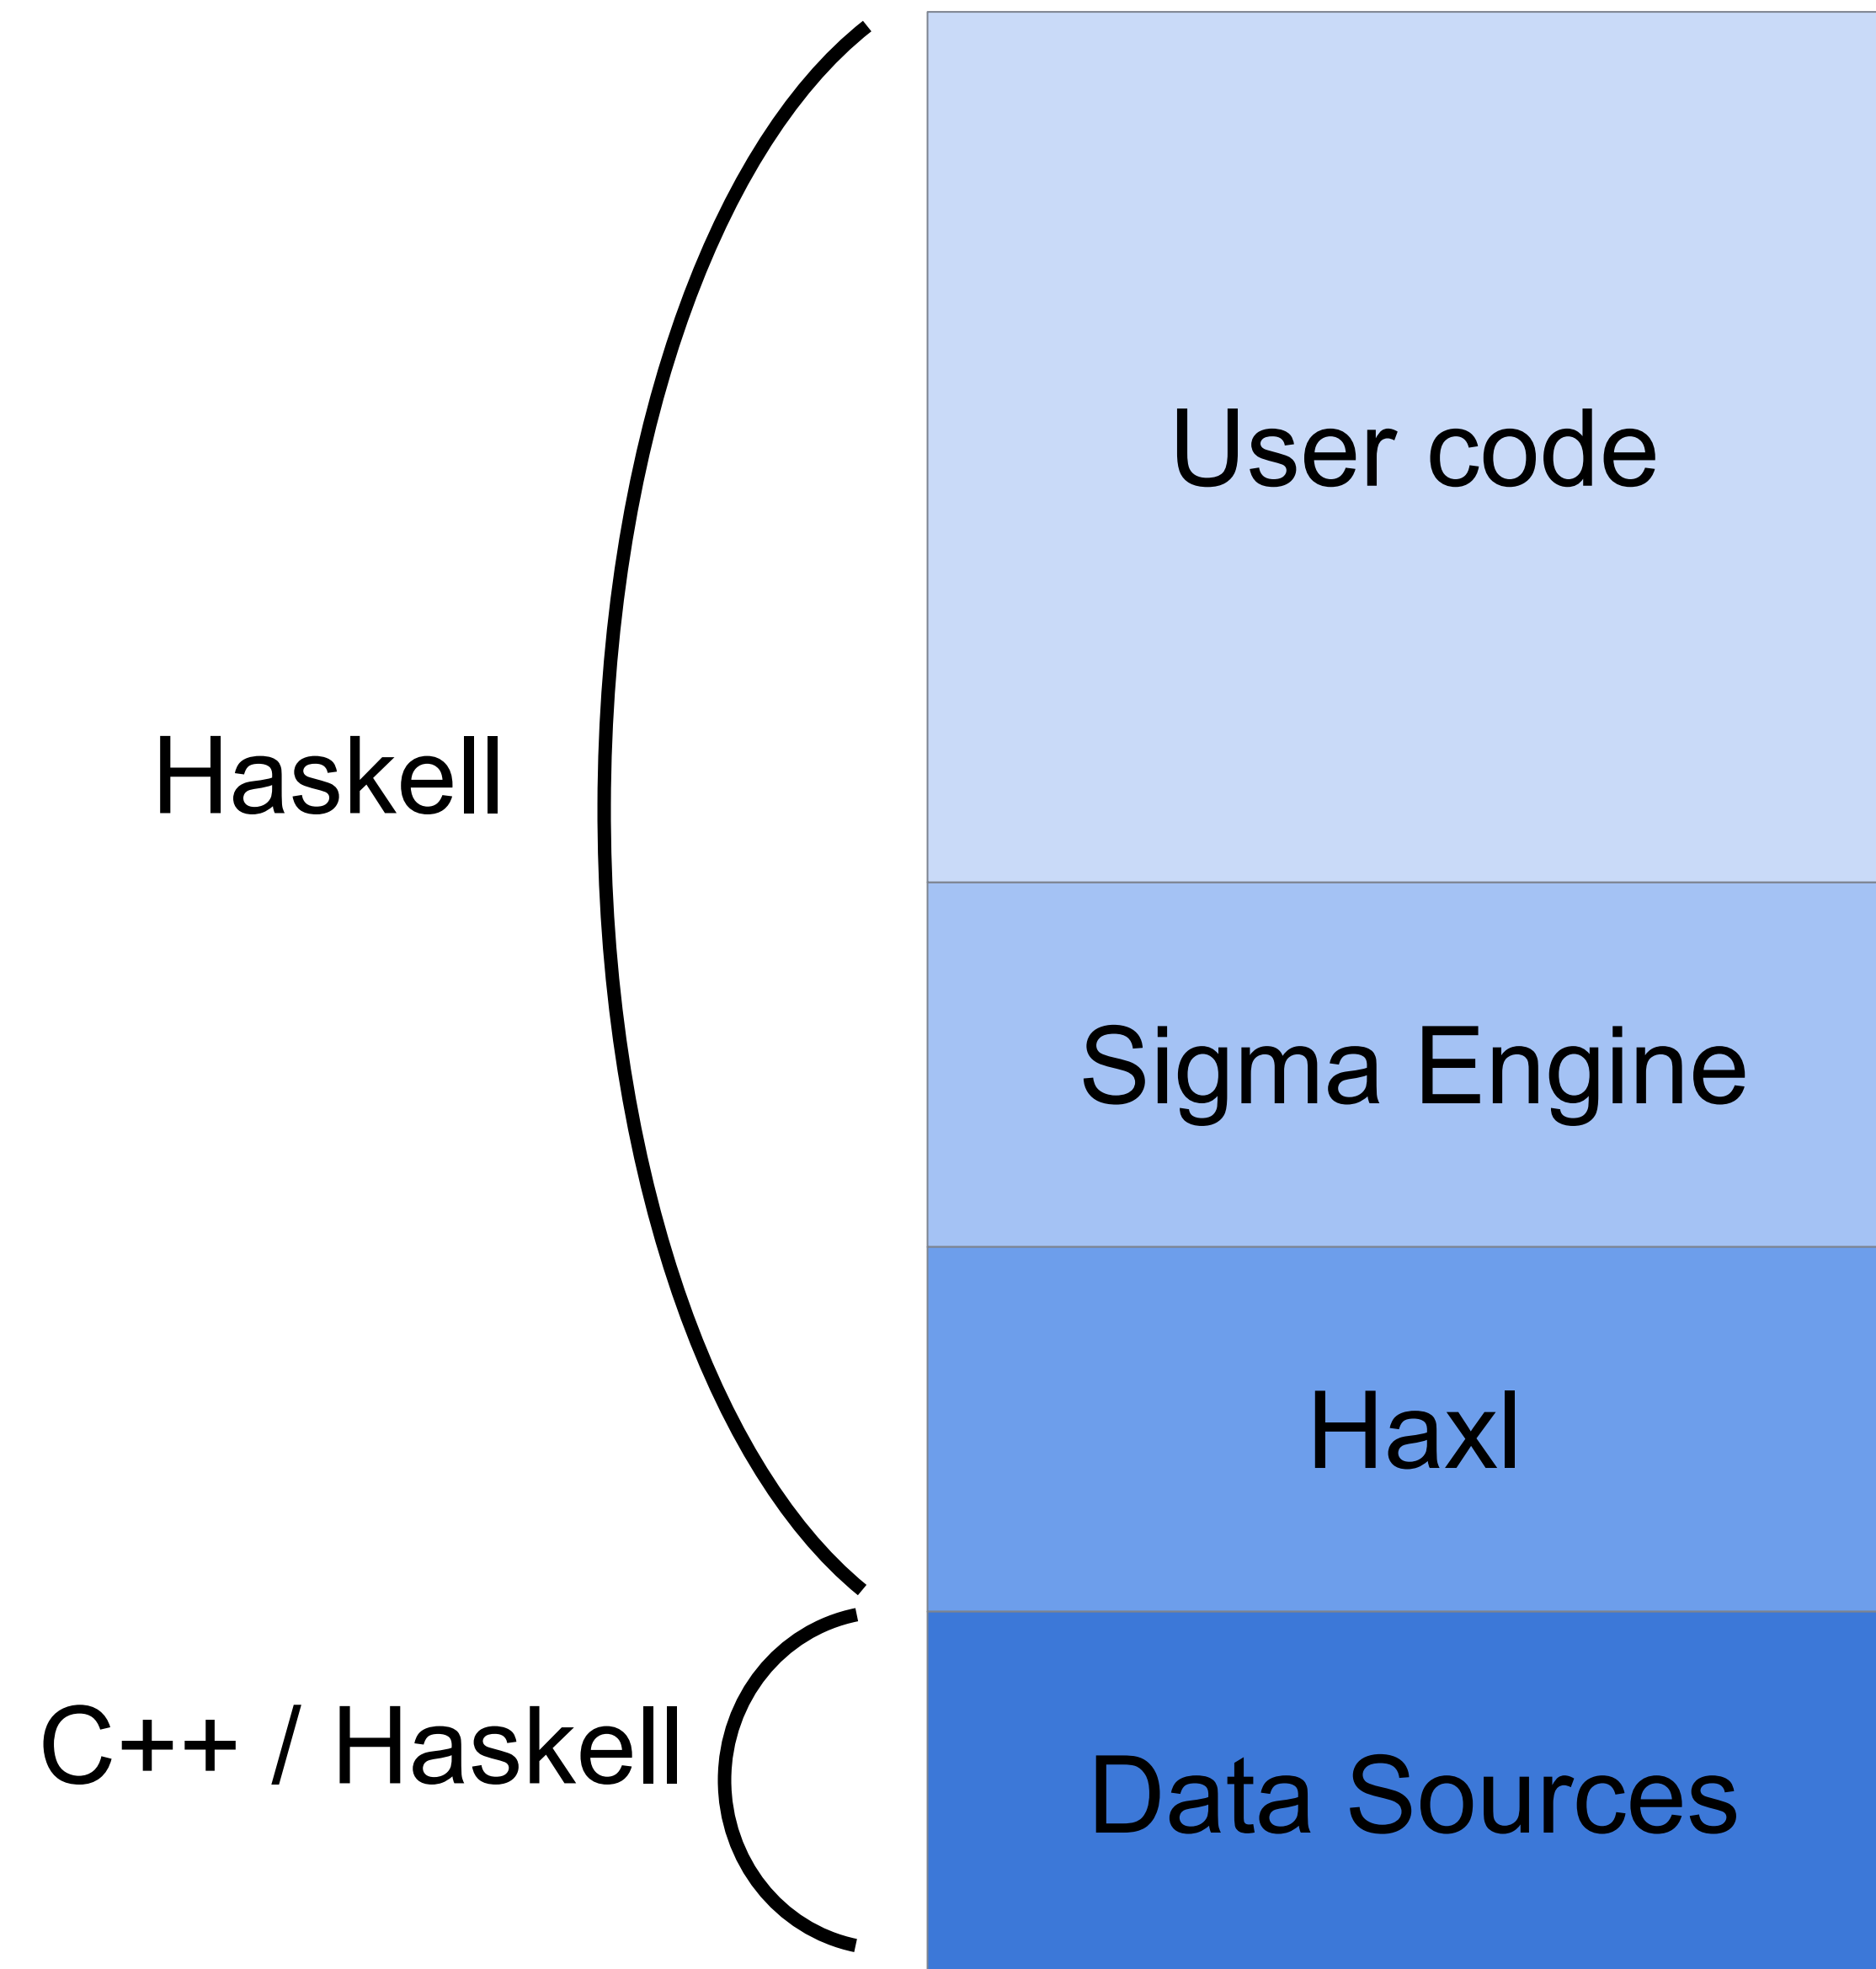 User code
Haskell
Sigma Engine
Haxl
C++ / Haskell
Data Sources